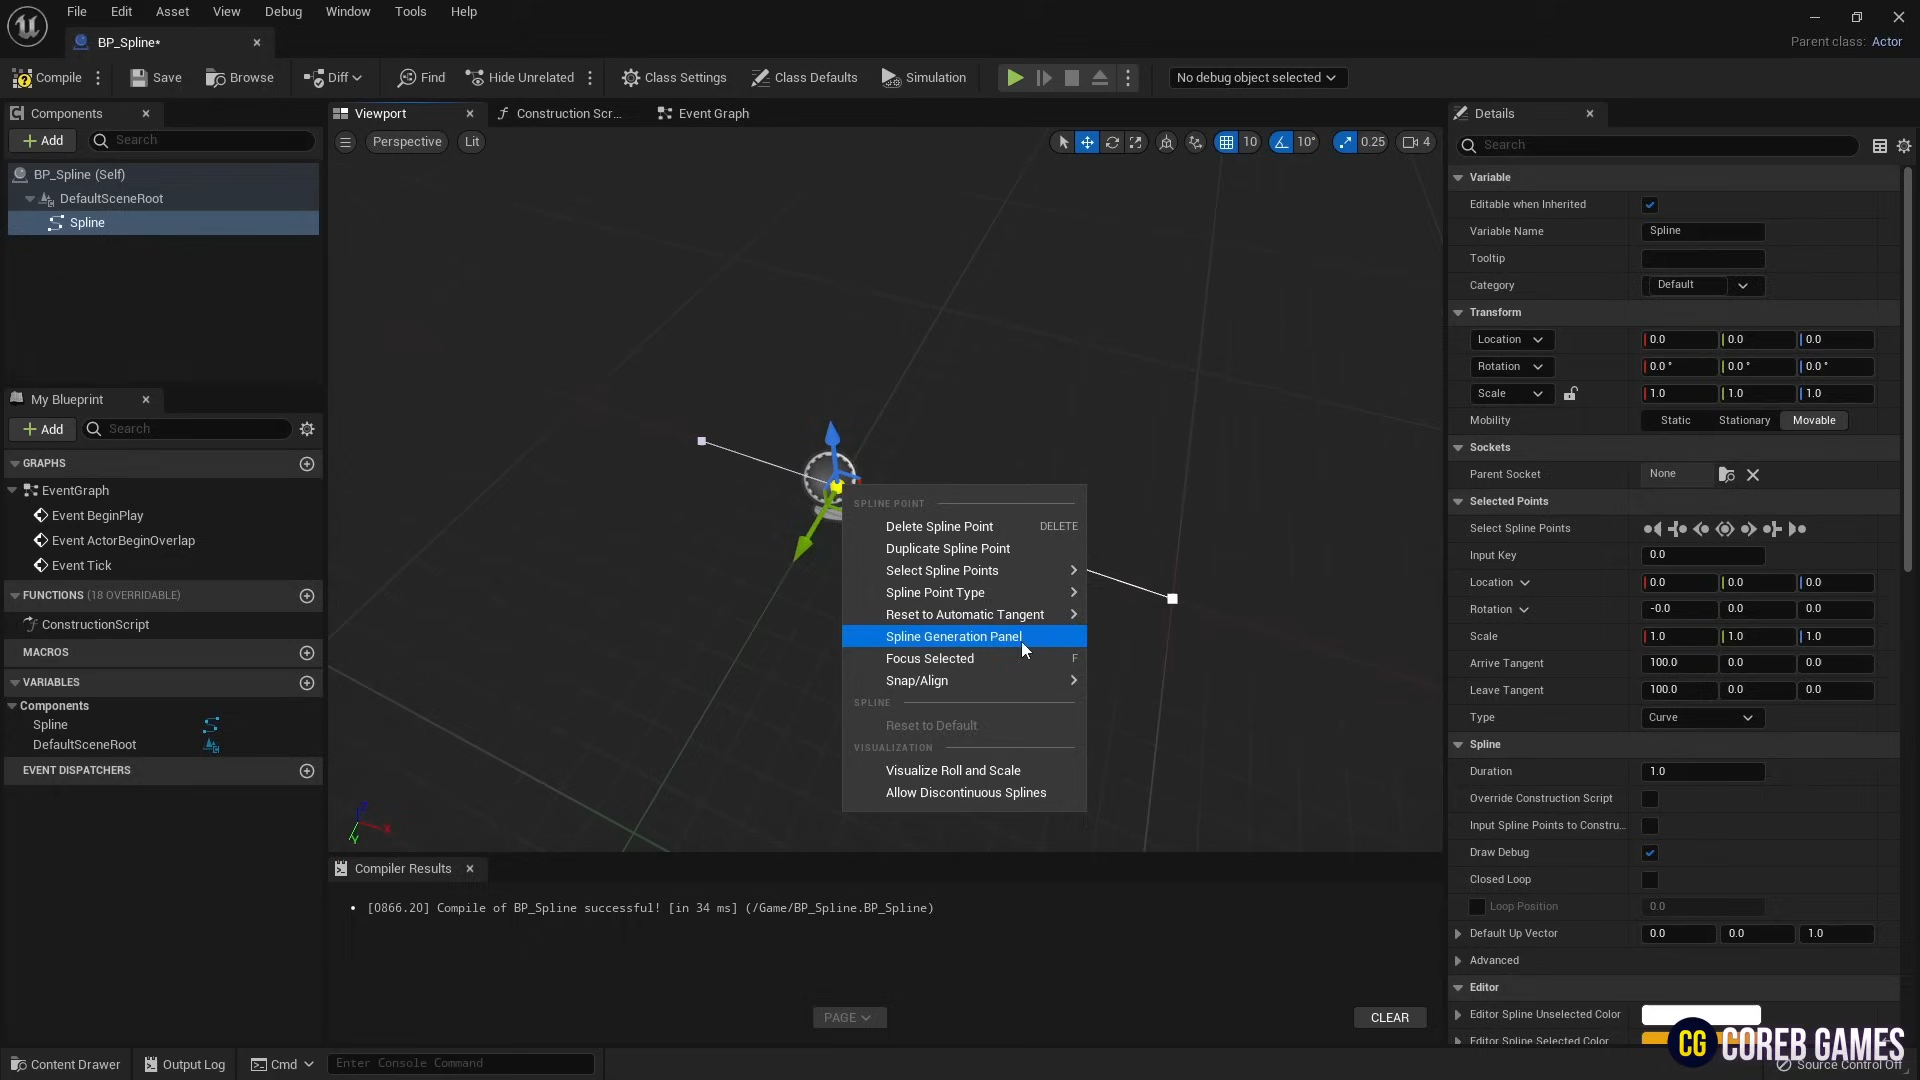 File Edit Asset View Debug Window Tools Help
BP_Spline*
Parent class: Actor
Compile Save Browse Diff Find Hide Unrelated Class Settings Class Defaults Simulation No debug object selected
Components
Add Search
BP_Spline (Self)
DefaultSceneRoot
Spline
My Blueprint
Add Search
GRAPHS
EventGraph
Event BeginPlay
Event ActorBeginOverlap
Event Tick
FUNCTIONS (18 OVERRIDABLE)
ConstructionScript
MACROS
VARIABLES
Components
Spline
DefaultSceneRoot
EVENT DISPATCHERS
Viewport Construction Scr... Event Graph
Perspective Lit 10 10° 0.25 4
SPLINE POINT
Delete Spline Point DELETE
Duplicate Spline Point
Select Spline Points
Spline Point Type
Reset to Automatic Tangent
Spline Generation Panel
Focus Selected F
Snap/Align
SPLINE
Reset to Default
VISUALIZATION
Visualize Roll and Scale
Allow Discontinuous Splines
Z
X
Y
Compiler Results
• [0866.20] Compile of BP_Spline successful! [in 34 ms] (/Game/BP_Spline.BP_Spline)
PAGE CLEAR
Details
Search
Variable
Editable when Inherited
Variable Name Spline
Tooltip
Category Default
Transform
Location 0.0 0.0 0.0
Rotation 0.0 ° 0.0 ° 0.0 °
Scale 1.0 1.0 1.0
Mobility Static Stationary Movable
Sockets
Parent Socket None
Selected Points
Select Spline Points
Input Key 0.0
Location 0.0 0.0 0.0
Rotation -0.0 0.0 0.0
Scale 1.0 1.0 1.0
Arrive Tangent 100.0 0.0 0.0
Leave Tangent 100.0 0.0 0.0
Type Curve
Spline
Duration 1.0
Override Construction Script
Input Spline Points to Constru...
Draw Debug
Closed Loop
Loop Position 0.0
Default Up Vector 0.0 0.0 1.0
Advanced
Editor
Editor Spline Unselected Color
Editor Spline Selected Color
CG COREB GAMES
Content Drawer Output Log Cmd Enter Console Command Source Control Off